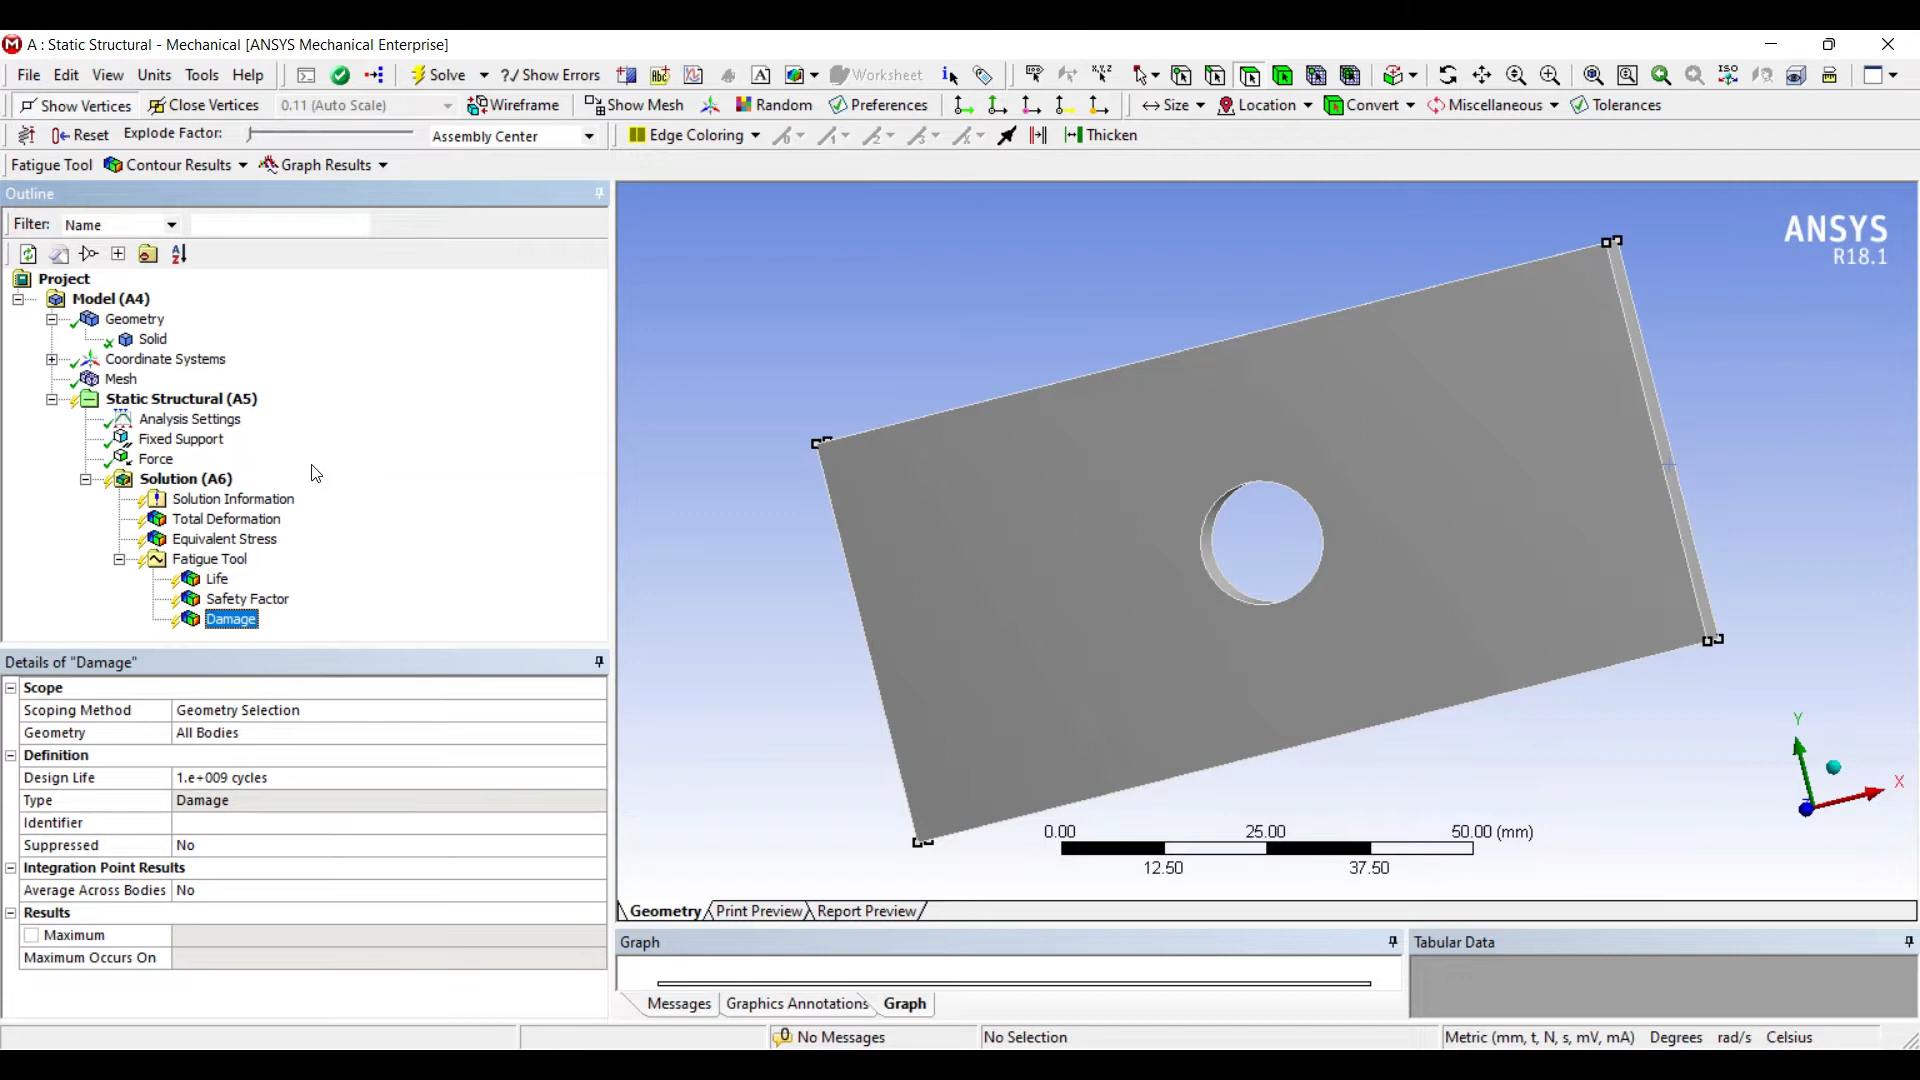 A : Static Structural - Mechanical [ANSYS Mechanical Enterprise]
File Edit View Units Tools Help Solve ?/ Show Errors Worksheet
Show Vertices Close Vertices 0.11 (Auto Scale) Wireframe Show Mesh Random Preferences Size Location Convert Miscellaneous Tolerances
Reset Explode Factor: Assembly Center Edge Coloring Thicken
Fatigue Tool Contour Results Graph Results
Outline
Filter: Name
Project
Model (A4)
Geometry
Solid
Coordinate Systems
Mesh
Static Structural (A5)
Analysis Settings
Fixed Support
Force
Solution (A6)
Solution Information
Total Deformation
Equivalent Stress
Fatigue Tool
Life
Safety Factor
Damage
Details of "Damage"
Scope
Scoping Method Geometry Selection
Geometry All Bodies
Definition
Design Life 1.e+009 cycles
Type Damage
Identifier
Suppressed No
Integration Point Results
Average Across Bodies No
Results
Maximum
Maximum Occurs On
ANSYS
R18.1
Y
X
0.00 25.00 50.00 (mm)
12.50 37.50
Geometry Print Preview Report Preview
Graph
Tabular Data
Messages Graphics Annotations Graph
No Messages No Selection Metric (mm, t, N, s, mV, mA) Degrees rad/s Celsius